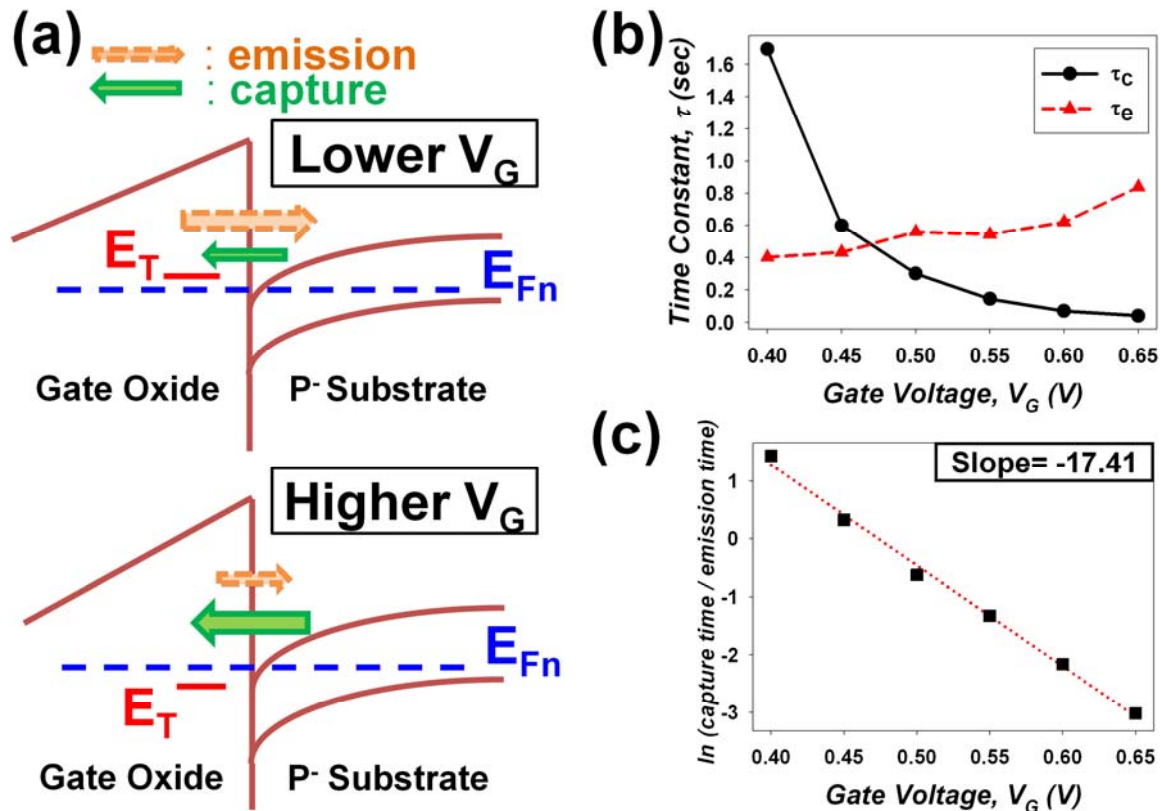 (a)
: emission
: capture
Lower V_G
E_T
E_Fn
Gate Oxide
P⁻ Substrate
Higher V_G
E_Fn
E_T
Gate Oxide
P⁻ Substrate
(b)
Time Constant, τ (sec)
1.6
1.4
1.2
1.0
0.8
0.6
0.4
0.2
0.0
τ_c
τ_e
0.40 0.45 0.50 0.55 0.60 0.65
Gate Voltage, V_G (V)
(c)
ln (capture time / emission time)
Slope= -17.41
1
0
-1
-2
-3
0.40 0.45 0.50 0.55 0.60 0.65
Gate Voltage, V_G (V)